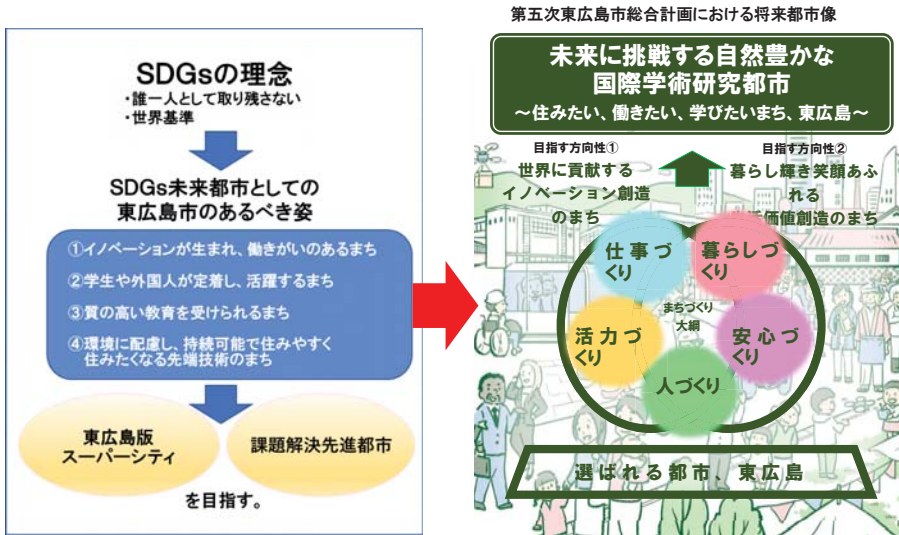 SDGsの理念
・誰一人として取り残さない
・世界基準
SDGs未来都市としての
東広島市のあるべき姿
①イノベーションが生まれ、働きがいのあるまち
②学生や外国人が定着し、活躍するまち
③質の高い教育を受けられるまち
④環境に配慮し、持続可能で住みやすく
住みたくなる先端技術のまち
東広島版
スーパーシティ
課題解決先進都市
を目指す。
第五次東広島市総合計画における将来都市像
未来に挑戦する自然豊かな
国際学術研究都市
～住みたい、働きたい、学びたいまち、東広島～
目指す方向性①
世界に貢献する
イノベーション創造
のまち
目指す方向性②
暮らし輝き笑顔あふ
れる
価値創造のまち
仕事づ
くり
暮らしづ
くり
まちづくり
大綱
活力づ
くり
安心づ
くり
人づくり
選ばれる都市、東広島